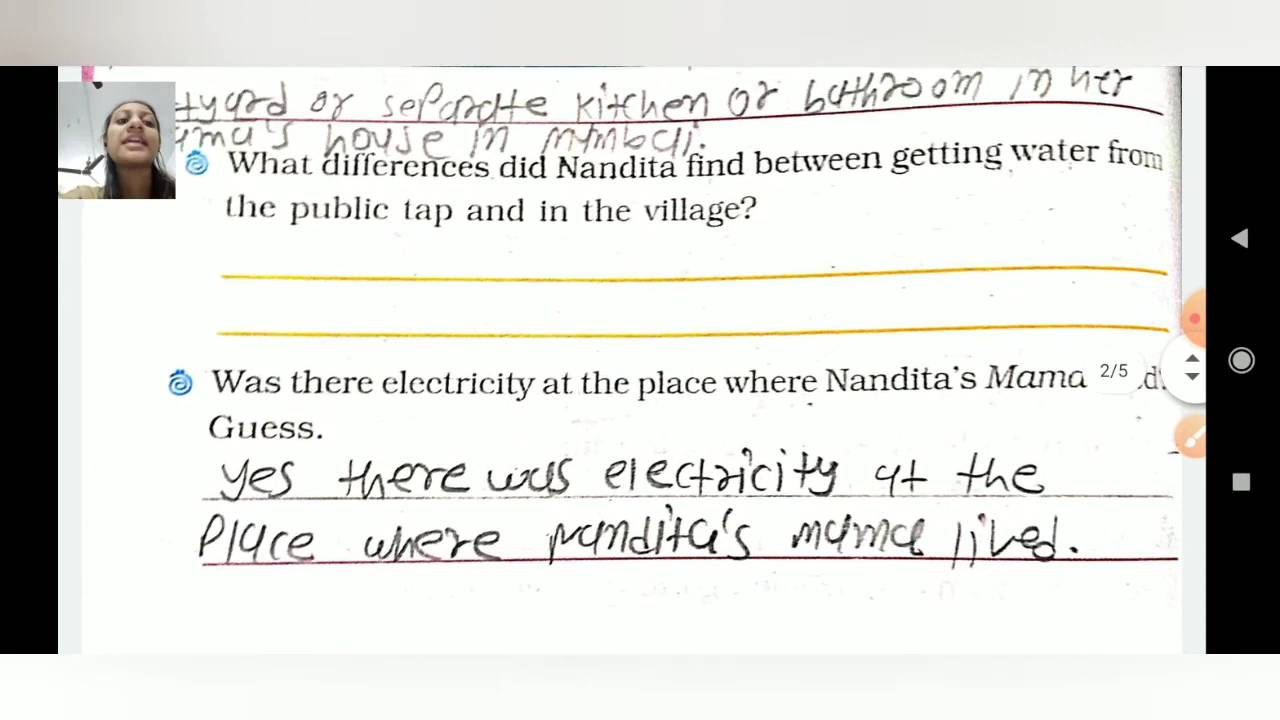 tyard or separate kitchen or bathroom in her
ama's house in mumbai.
What differences did Nandita find between getting water from
the public tap and in the village?
Was there electricity at the place where Nandita's Mama
2/5
d.
Guess.
yes there was electricity at the
Place where nandita's mama lived.